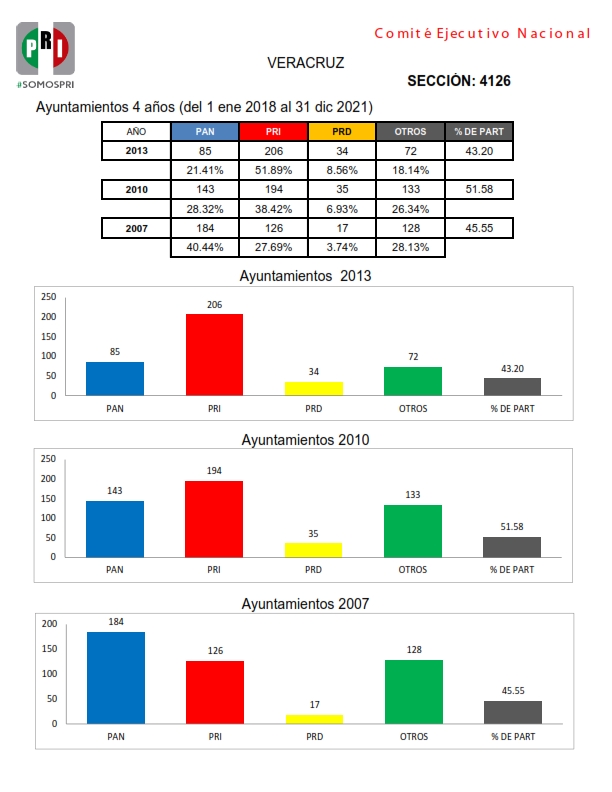 Comité Ejecutivo Nacional
PRI
#SOMOSPRI
VERACRUZ
SECCIÓN: 4126
Ayuntamientos 4 años (del 1 ene 2018 al 31 dic 2021)
AÑO PAN PRI PRD OTROS % DE PART
2013 85 206 34 72 43.20
21.41% 51.89% 8.56% 18.14%
2010 143 194 35 133 51.58
28.32% 38.42% 6.93% 26.34%
2007 184 126 17 128 45.55
40.44% 27.69% 3.74% 28.13%
Ayuntamientos 2013
250
200
150
100
50
0
85 206 34 72 43.20
PAN PRI PRD OTROS % DE PART
Ayuntamientos 2010
250
200
150
100
50
0
143 194 35 133 51.58
PAN PRI PRD OTROS % DE PART
Ayuntamientos 2007
200
150
100
50
0
184 126 17 128 45.55
PAN PRI PRD OTROS % DE PART